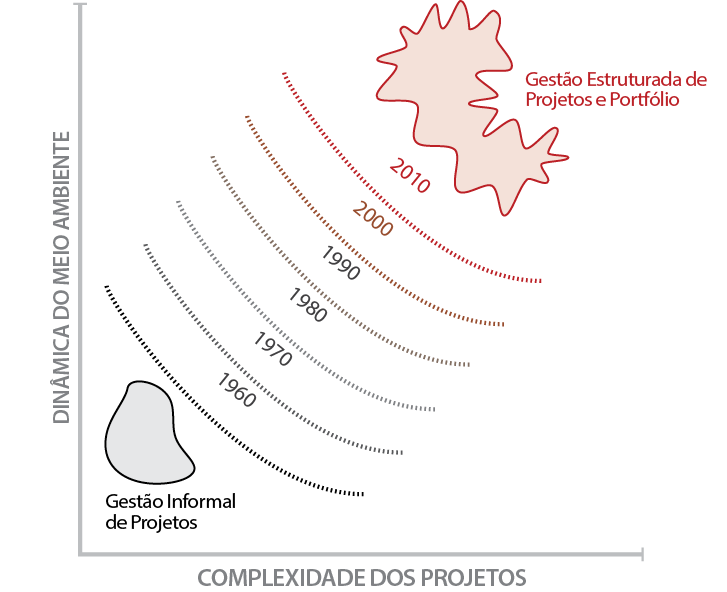 Gestão Estruturada de
Projetos e Portfólio
2010
2000
1990
1980
1970
1960
Gestão Informal
de Projetos
DINÂMICA DO MEIO AMBIENTE
COMPLEXIDADE DOS PROJETOS